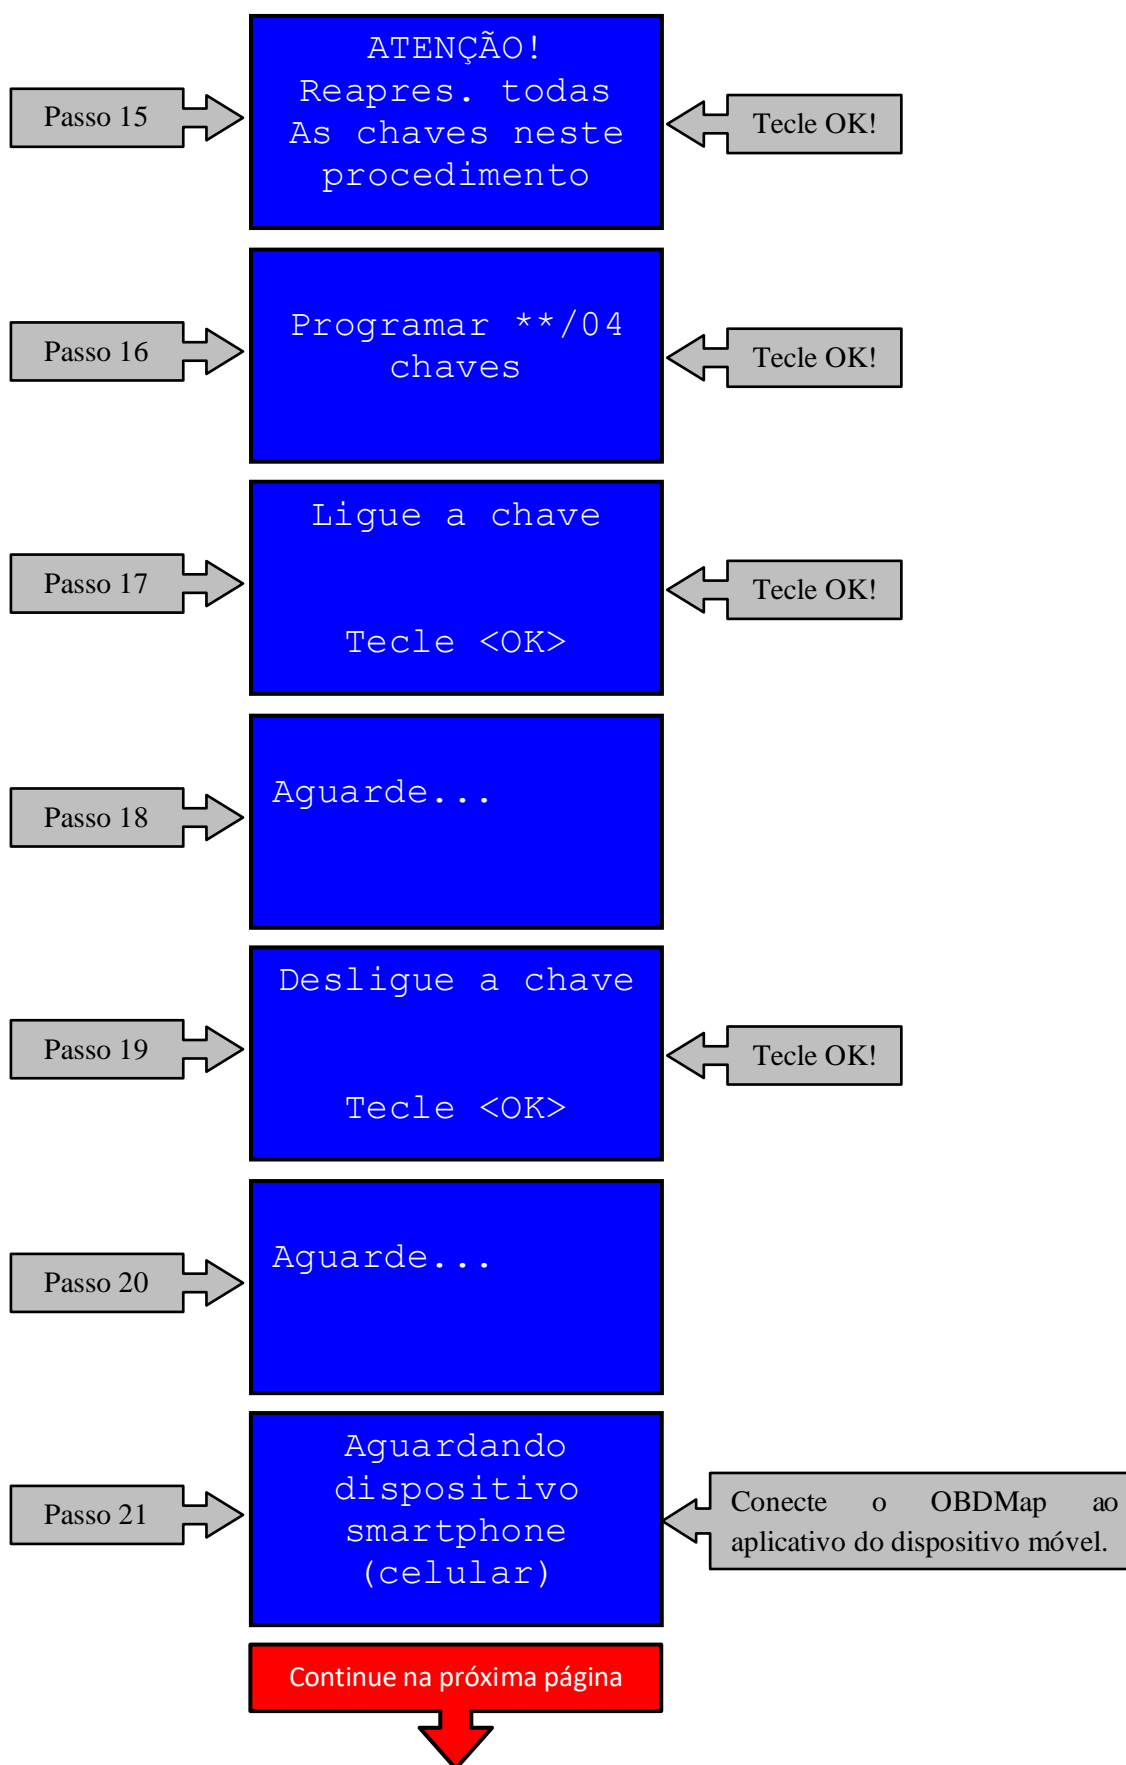 Passo 15
ATENÇÃO!
Reapres. todas
As chaves neste
procedimento
Tecle OK!
Passo 16
Programar **/04
chaves
Tecle OK!
Passo 17
Ligue a chave
Tecle <OK>
Tecle OK!
Passo 18
Aguarde...
Passo 19
Desligue a chave
Tecle <OK>
Tecle OK!
Passo 20
Aguarde...
Passo 21
Aguardando
dispositivo
smartphone
(celular)
Conecte o OBDMap ao
aplicativo do dispositivo móvel.
Continue na próxima página